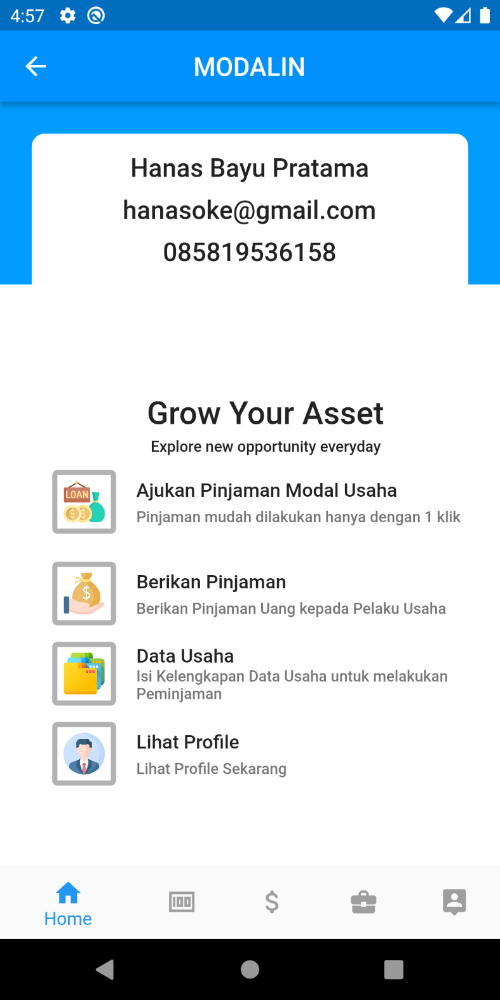 4:57
MODALIN
Hanas Bayu Pratama
hanasoke@gmail.com
085819536158
Grow Your Asset
Explore new opportunity everyday
LOAN
Ajukan Pinjaman Modal Usaha
Pinjaman mudah dilakukan hanya dengan 1 klik
Berikan Pinjaman
Berikan Pinjaman Uang kepada Pelaku Usaha
Data Usaha
Isi Kelengkapan Data Usaha untuk melakukan
Peminjaman
Lihat Profile
Lihat Profile Sekarang
Home